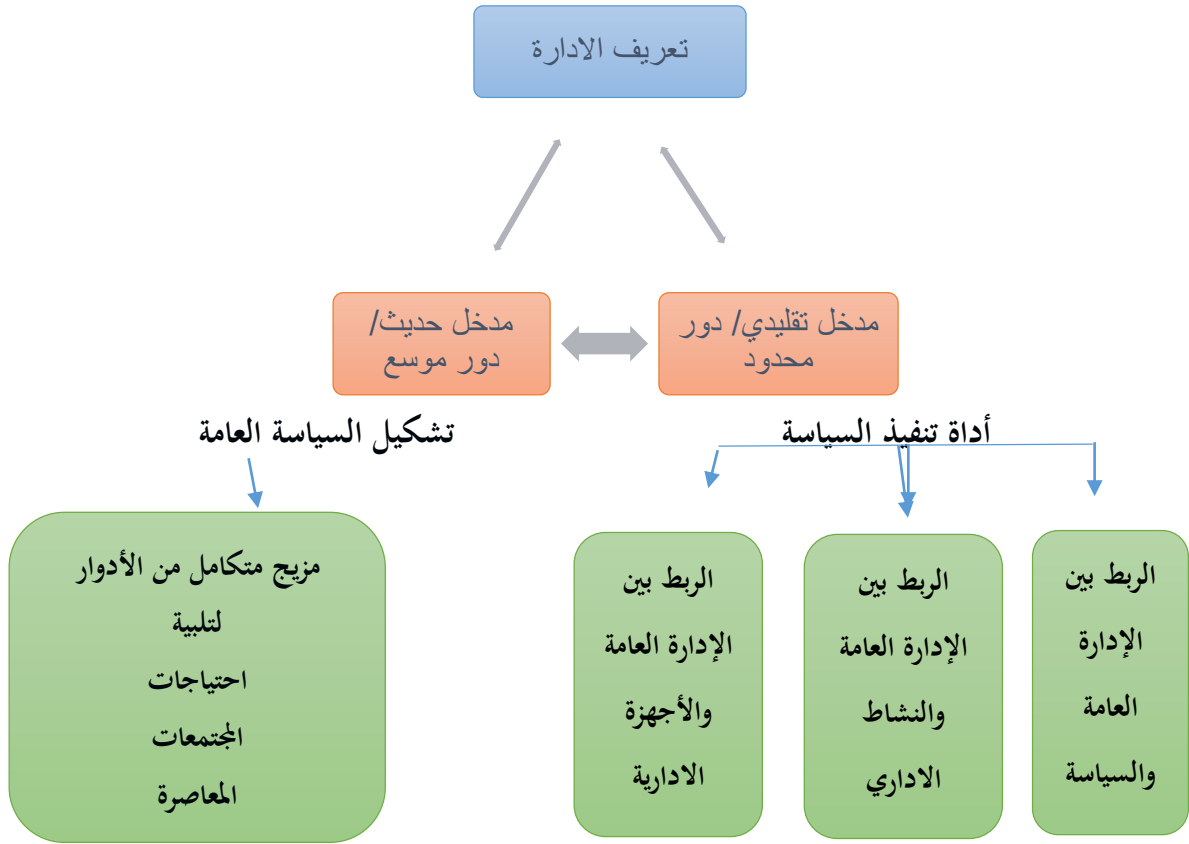 تعريف الادارة
مدخل تقليدي/ دور
محدود
مدخل حديث/
دور موسع
أداة تنفيذ السياسة
تشكيل السياسة العامة
الربط بين
الإدارة
العامة
والسياسة
الربط بين
الإدارة العامة
والنشاط
الاداري
الربط بين
الإدارة العامة
والأجهزة
الادارية
مزيج متكامل من الأدوار
لتلبية
احتياجات
المجتمعات
المعاصرة